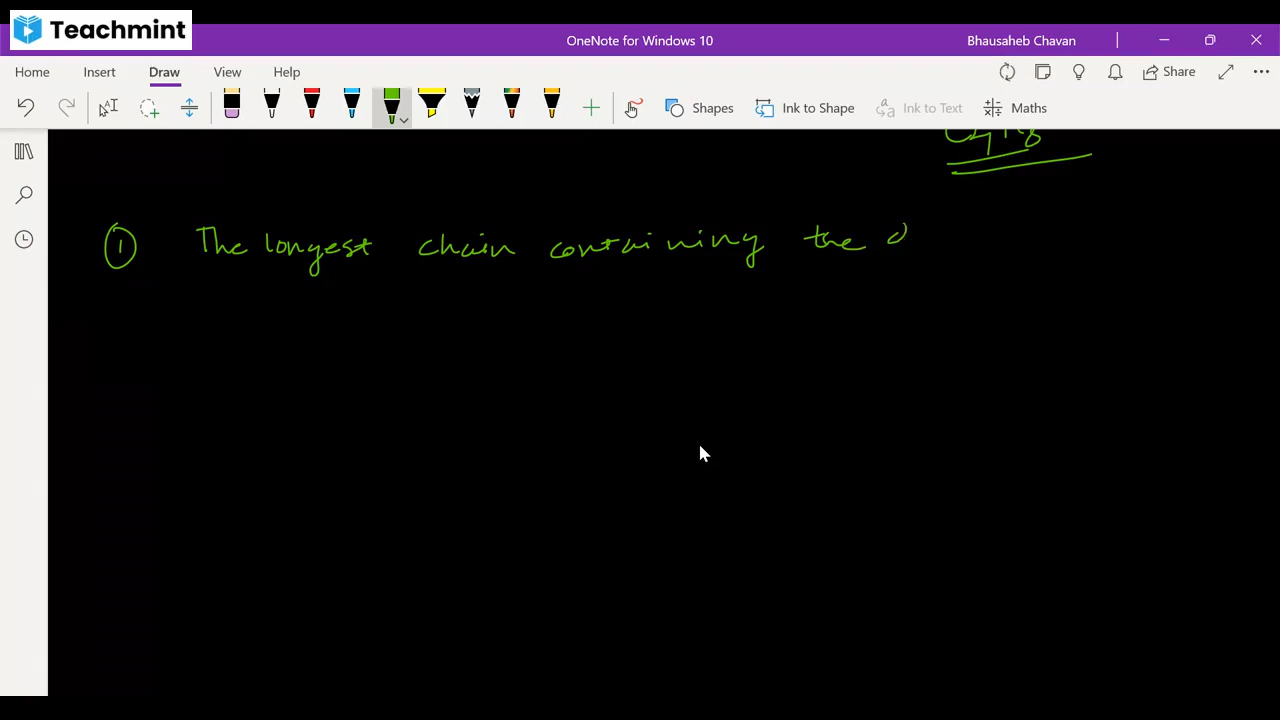 Teachmint
OneNote for Windows 10
Bhausaheb Chavan
Home Insert Draw View Help
Share
Shapes
Ink to Shape
Ink to Text
Maths
① The longest chain containing the